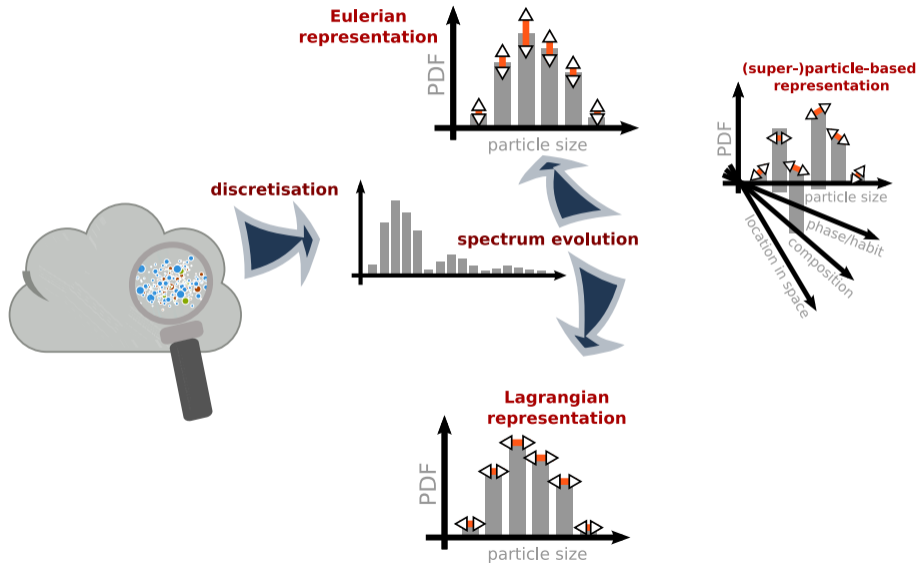 Eulerian
representation
PDF
particle size
(super-)particle-based
representation
PDF
particle size
phase/habit
composition
location in space
discretisation
spectrum evolution
Lagrangian
representation
PDF
particle size